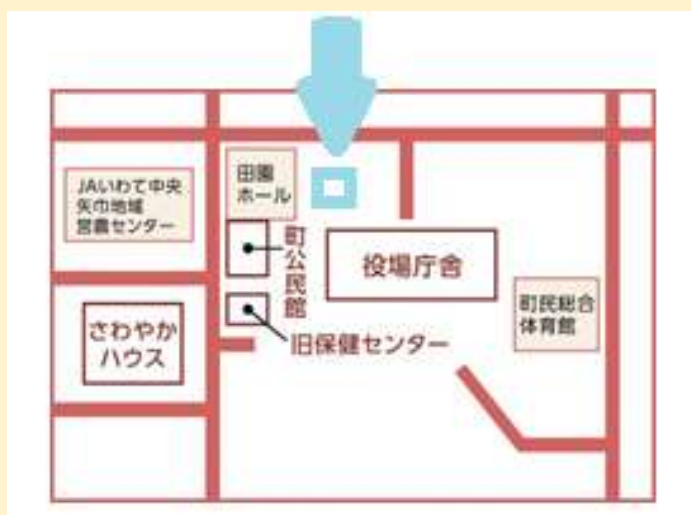 JAいわて中央
矢巾地域
営農センター
田園
ホール
町公民館
役場庁舎
町民総合
体育館
さわやか
ハウス
旧保健センター